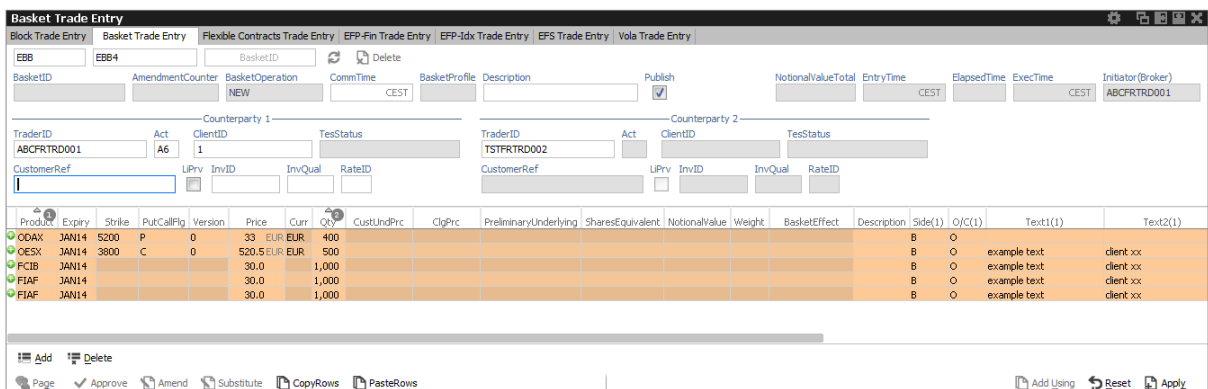 Basket Trade Entry
Block Trade Entry Basket Trade Entry Flexible Contracts Trade Entry EFP-Fin Trade Entry EFP-Idx Trade Entry EFS Trade Entry Vola Trade Entry
EBB EBB4 BasketID Delete
BasketID AmendmentCounter BasketOperation CommTime BasketProfile Description Publish NotionalValueTotal EntryTime ElapsedTime ExecTime Initiator(Broker)
NEW CEST CEST CEST ABCFRTRD001
Counterparty 1 Counterparty 2
TraderID Act ClientID TesStatus TraderID Act ClientID TesStatus
ABCFRTRD001 A6 1 TSTFRTRD002
CustomerRef LiPrv InvID InvQual RateID CustomerRef LiPrv InvID InvQual RateID
Product 1 Expiry Strike PutCallFlg Version Price Curr Qty 2 CustUndPrc ClgPrc PreliminaryUnderlying SharesEquivalent NotionalValue Weight BasketEffect Description Side(1) O/C(1) Text1(1) Text2(1)
ODAX JAN14 5200 P 0 33 EUR EUR 400 B O
OESX JAN14 3800 C 0 520.5 EUR EUR 500 B O example text client xx
FCIB JAN14 30.0 1,000 B O example text client xx
FIAF JAN14 30.0 1,000 B O example text client xx
FIAF JAN14 30.0 1,000 B O example text client xx
Add Delete
Page Approve Amend Substitute CopyRows PasteRows Add Using Reset Apply